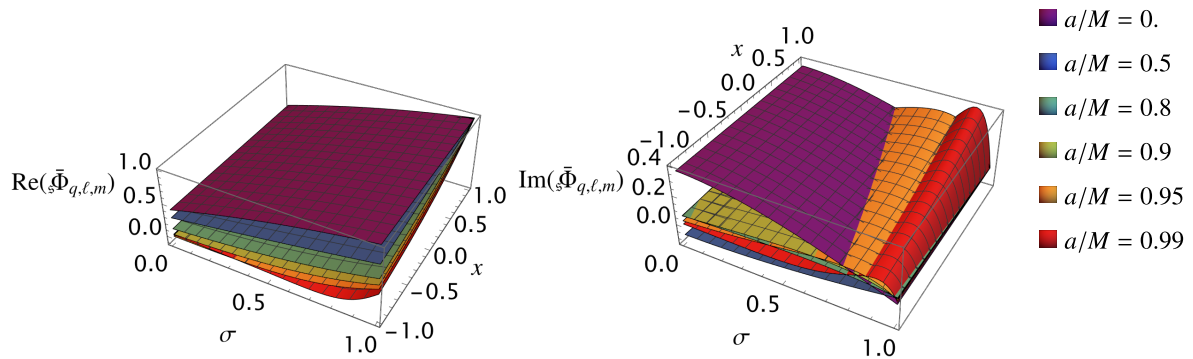 Re(ₛΦ̄_{q,ℓ,m})
1.0
0.5
0.0
0.0
0.5
1.0
σ
-1.0
-0.5
0.0
0.5
1.0
x
Im(ₛΦ̄_{q,ℓ,m})
0.4
0.2
0.0
0.0
0.5
1.0
σ
-1.0
-0.5
0.0
0.5
1.0
x
a/M = 0.
a/M = 0.5
a/M = 0.8
a/M = 0.9
a/M = 0.95
a/M = 0.99